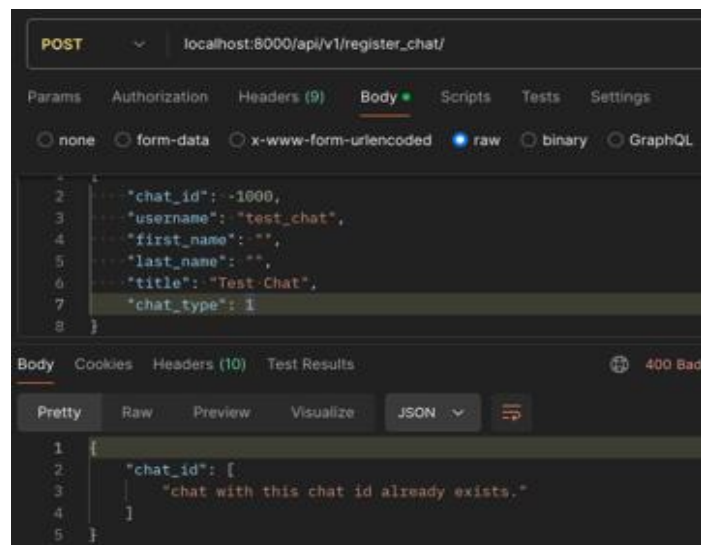 POST localhost:8000/api/v1/register_chat/
Params Authorization Headers (9) Body Scripts Tests Settings
none form-data x-www-form-urlencoded raw binary GraphQL
2 "chat_id": -1000,
3 "username": "test_chat",
4 "first_name": "",
5 "last_name": "",
6 "title": "Test Chat",
7 "chat_type": 1
8 }
Body Cookies Headers (10) Test Results 400 Bad
Pretty Raw Preview Visualize JSON
1 {
2 "chat_id": [
3 "chat with this chat id already exists."
4 ]
5 }